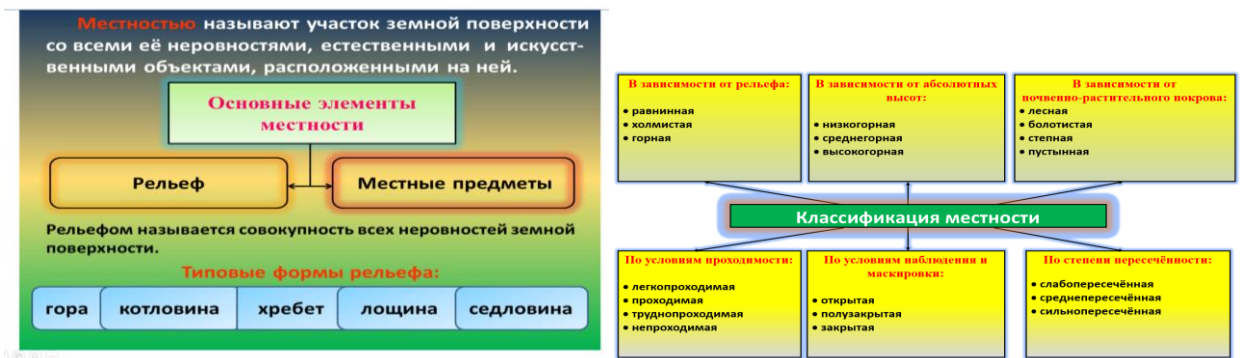 Местностью называют участок земной поверхности
со всеми её неровностями, естественными и искусст-
венными объектами, расположенными на ней.
Основные элементы
местности
Рельеф
Местные предметы
Рельефом называется совокупность всех неровностей земной
поверхности.
Типовые формы рельефа:
гора
котловина
хребет
лощина
седловина
В зависимости от рельефа:
• равнинная
• холмистая
• горная
В зависимости от абсолютных
высот:
• низкогорная
• среднегорная
• высокогорная
В зависимости от
почвенно-растительного покрова:
• лесная
• болотистая
• степная
• пустынная
Классификация местности
По условиям проходимости:
• легкопроходимая
• проходимая
• труднопроходимая
• непроходимая
По условиям наблюдения и
маскировки:
• открытая
• полузакрытая
• закрытая
По степени пересечённости:
• слабопересечённая
• среднепересечённая
• сильнопересечённая